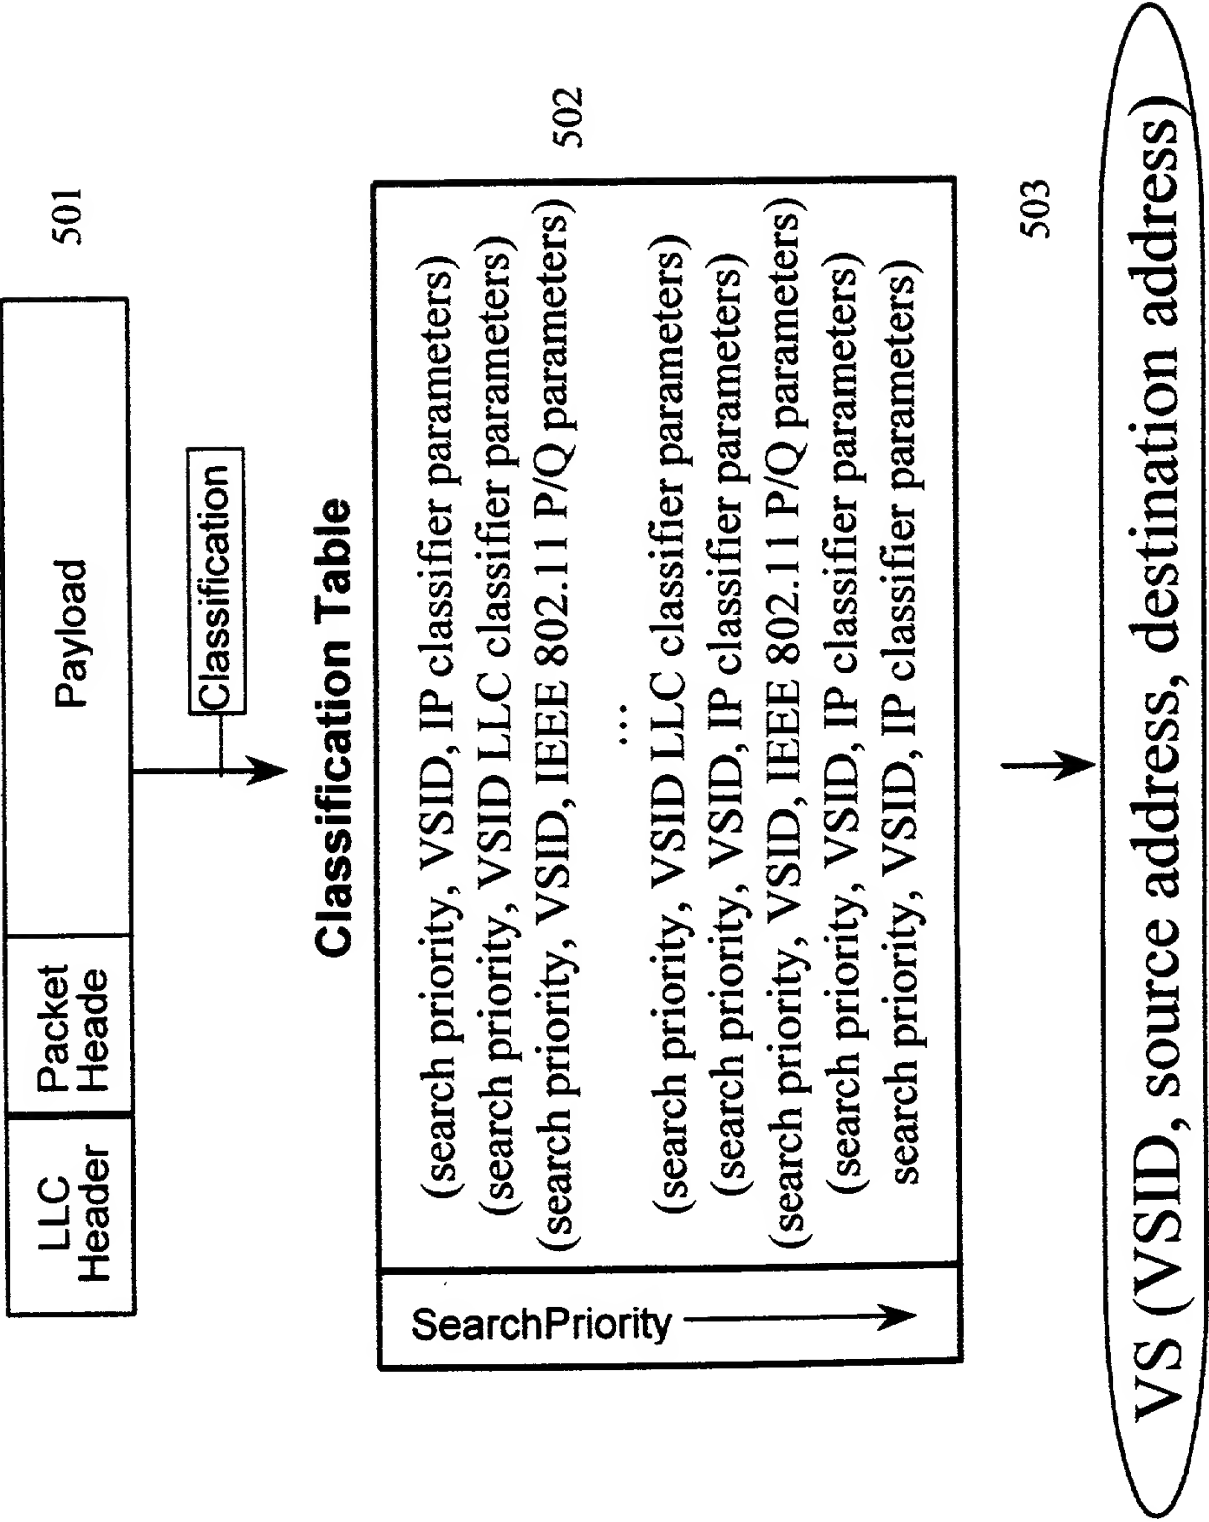 LLC
Header
Packet
Heade
Payload
501
Classification
Classification Table
502
SearchPriority
(search priority, VSID, IP classifier parameters)
(search priority, VSID LLC classifier parameters)
(search priority, VSID, IEEE 802.11 P/Q parameters)
...
(search priority, VSID LLC classifier parameters)
(search priority, VSID, IP classifier parameters)
(search priority, VSID, IEEE 802.11 P/Q parameters)
(search priority, VSID, IP classifier parameters)
search priority, VSID, IP classifier parameters)
503
VS (VSID, source address, destination address)